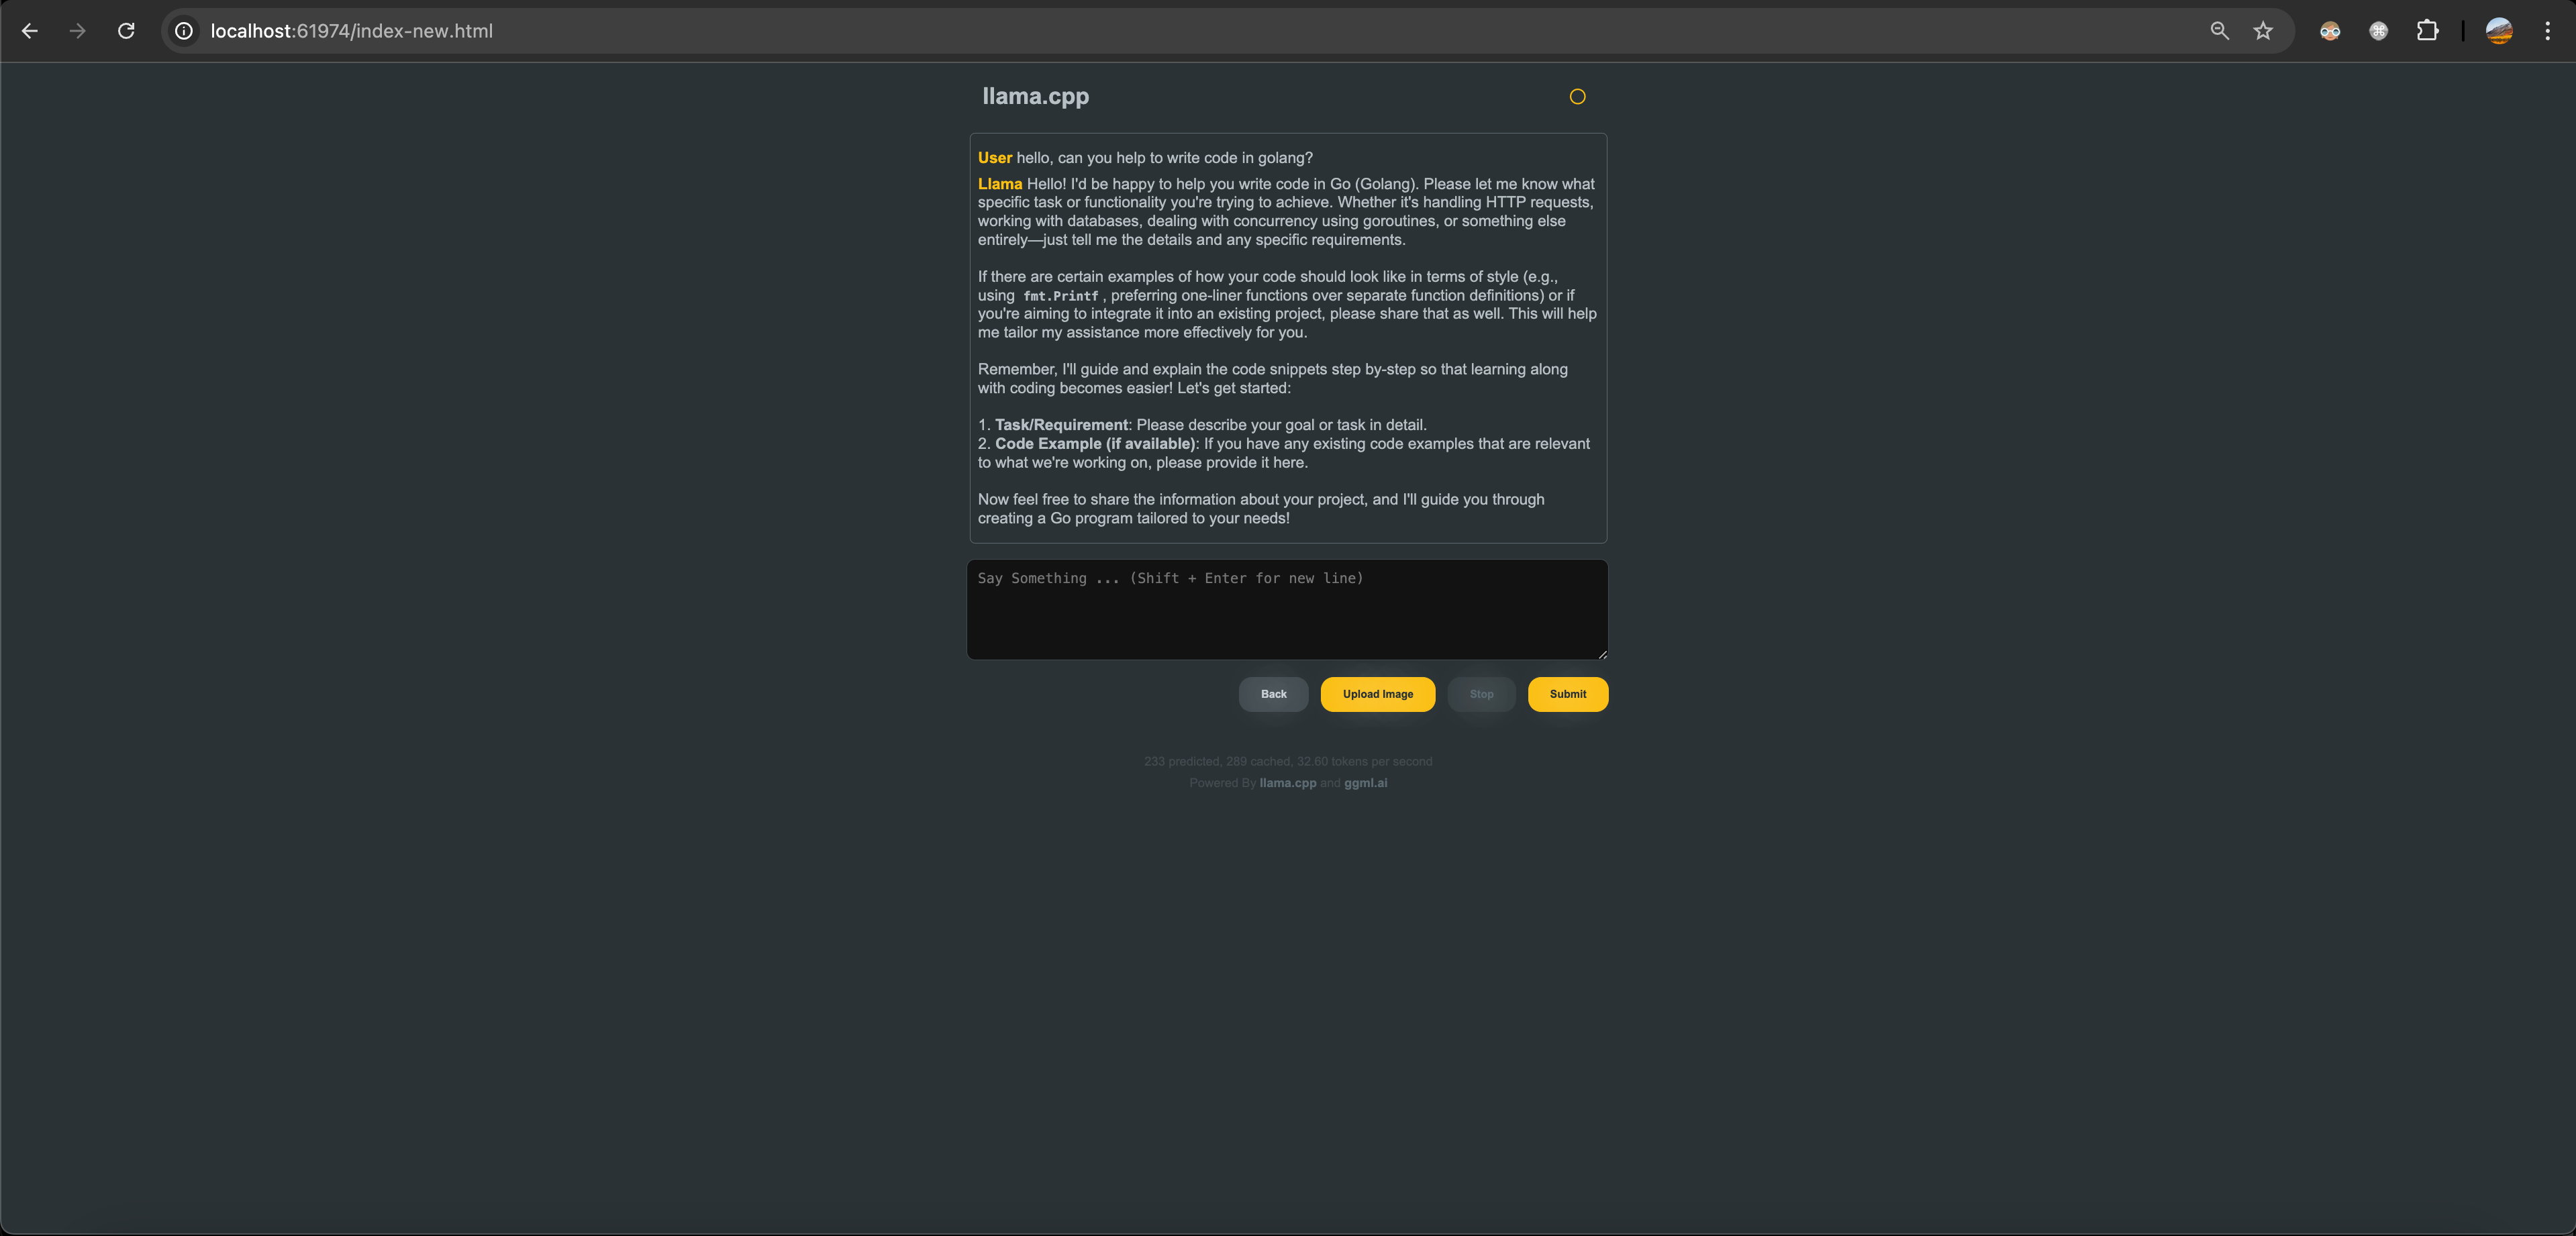 localhost:61974/index-new.html
llama.cpp
User hello, can you help to write code in golang?
Llama Hello! I'd be happy to help you write code in Go (Golang). Please let me know what
specific task or functionality you're trying to achieve. Whether it's handling HTTP requests,
working with databases, dealing with concurrency using goroutines, or something else
entirely—just tell me the details and any specific requirements.
If there are certain examples of how your code should look like in terms of style (e.g.,
using fmt.Printf, preferring one-liner functions over separate function definitions) or if
you're aiming to integrate it into an existing project, please share that as well. This will help
me tailor my assistance more effectively for you.
Remember, I'll guide and explain the code snippets step by-step so that learning along
with coding becomes easier! Let's get started:
1. Task/Requirement: Please describe your goal or task in detail.
2. Code Example (if available): If you have any existing code examples that are relevant
to what we're working on, please provide it here.
Now feel free to share the information about your project, and I'll guide you through
creating a Go program tailored to your needs!
Say Something ... (Shift + Enter for new line)
Back Upload Image Stop Submit
233 predicted, 289 cached, 32.60 tokens per second
Powered By llama.cpp and ggml.ai